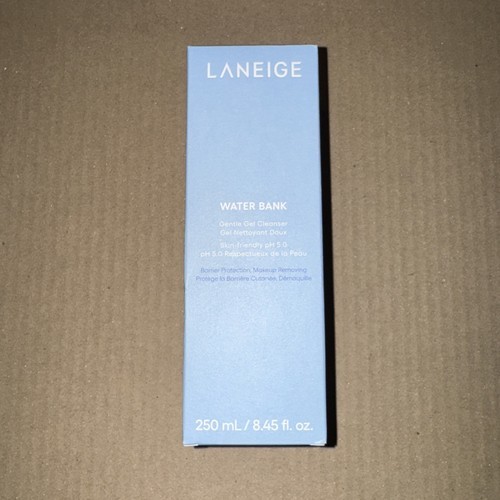 LANEIGE
WATER BANK
Gentle Gel Cleanser
Gel Nettoyant Doux
Skin Friendly pH 5.0
pH 5.0 Respectueux de la Peau
Barrier Protection, Makeup Removing
Protège la Barrière Cutanée, Démaquille
250 mL / 8.45 fl. oz.